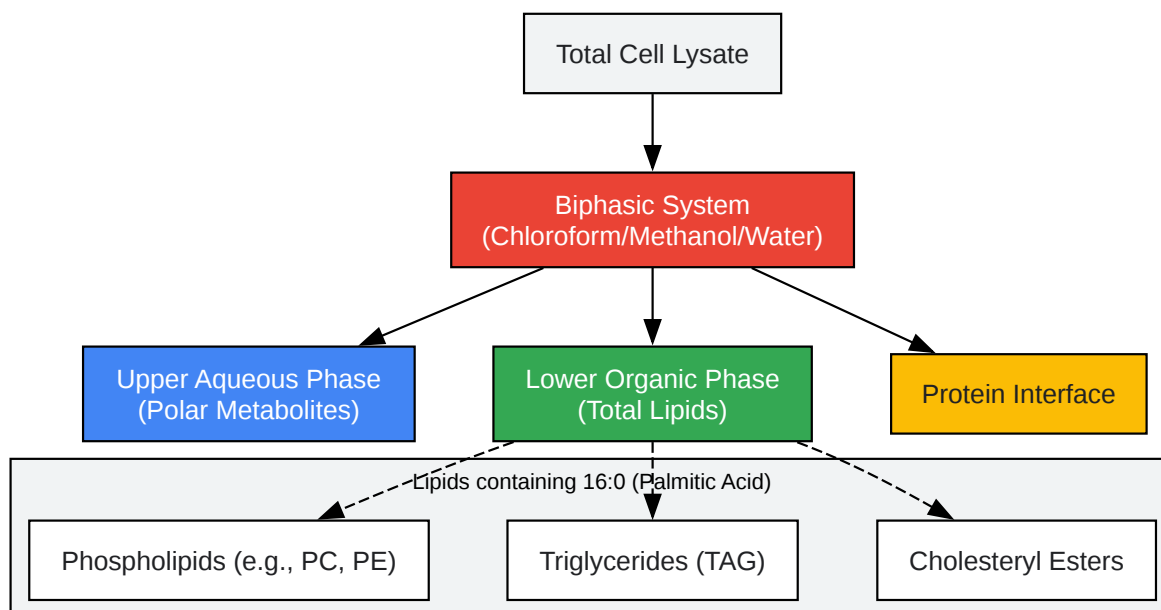 Total Cell Lysate
Biphasic System
(Chloroform/Methanol/Water)
Upper Aqueous Phase
(Polar Metabolites)
Lower Organic Phase
(Total Lipids)
Protein Interface
Lipids containing 16:0 (Palmitic Acid)
Phospholipids (e.g., PC, PE)
Triglycerides (TAG)
Cholesteryl Esters